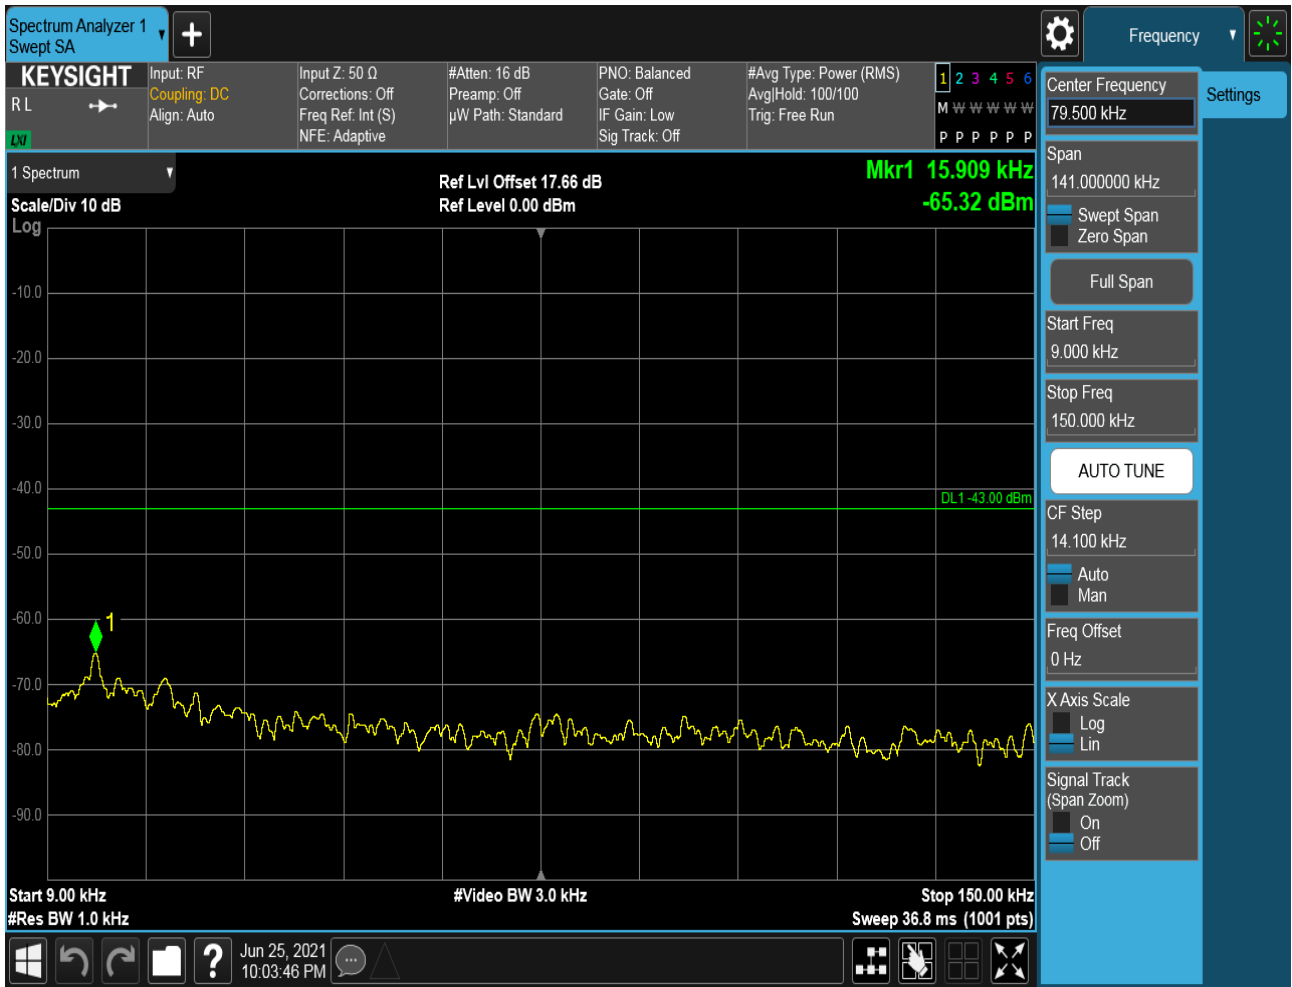 Spectrum Analyzer 1
Swept SA
Frequency
KEYSIGHT
R L
LXI
Input: RF
Coupling: DC
Align: Auto
Input Z: 50 Ω
Corrections: Off
Freq Ref: Int (S)
NFE: Adaptive
#Atten: 16 dB
Preamp: Off
µW Path: Standard
PNO: Balanced
Gate: Off
IF Gain: Low
Sig Track: Off
#Avg Type: Power (RMS)
Avg|Hold: 100/100
Trig: Free Run
1 2 3 4 5 6
M W W W W W
P P P P P P
1 Spectrum
Scale/Div 10 dB
Log
Ref Lvl Offset 17.66 dB
Ref Level 0.00 dBm
Mkr1 15.909 kHz
-65.32 dBm
-10.0
-20.0
-30.0
-40.0
DL1 -43.00 dBm
-50.0
-60.0
1
-70.0
-80.0
-90.0
Start 9.00 kHz
#Res BW 1.0 kHz
#Video BW 3.0 kHz
Stop 150.00 kHz
Sweep 36.8 ms (1001 pts)
Center Frequency
79.500 kHz
Settings
Span
141.000000 kHz
Swept Span
Zero Span
Full Span
Start Freq
9.000 kHz
Stop Freq
150.000 kHz
AUTO TUNE
CF Step
14.100 kHz
Auto
Man
Freq Offset
0 Hz
X Axis Scale
Log
Lin
Signal Track
(Span Zoom)
On
Off
?
Jun 25, 2021
10:03:46 PM